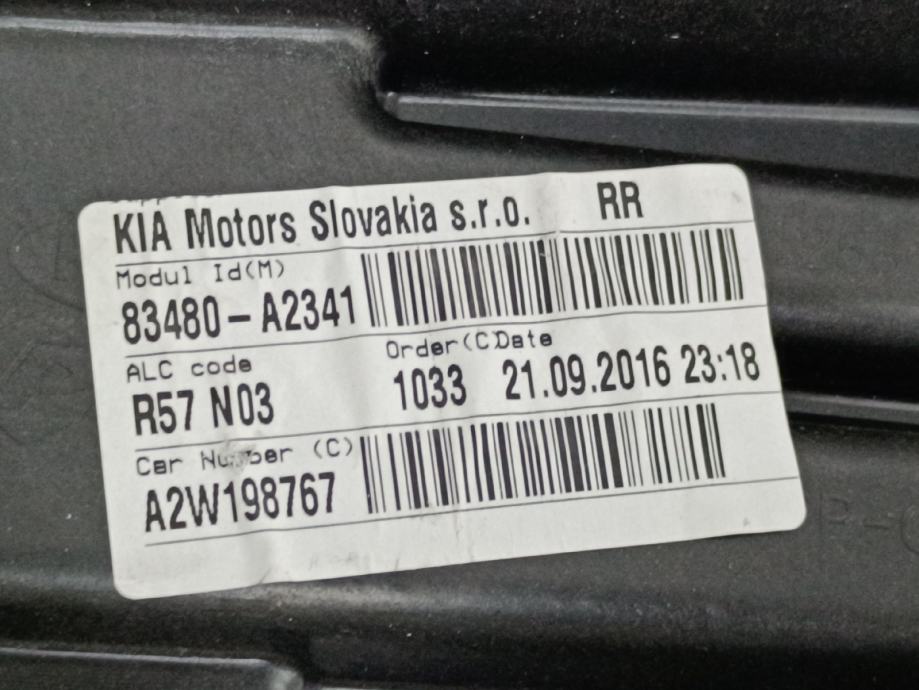 KIA Motors Slovakia s.r.o. RR
Modul Id(M)
83480-A2341
ALC code Order(C)Date
R57 N03 1033 21.09.2016 23:18
Car Number (C)
A2W198767